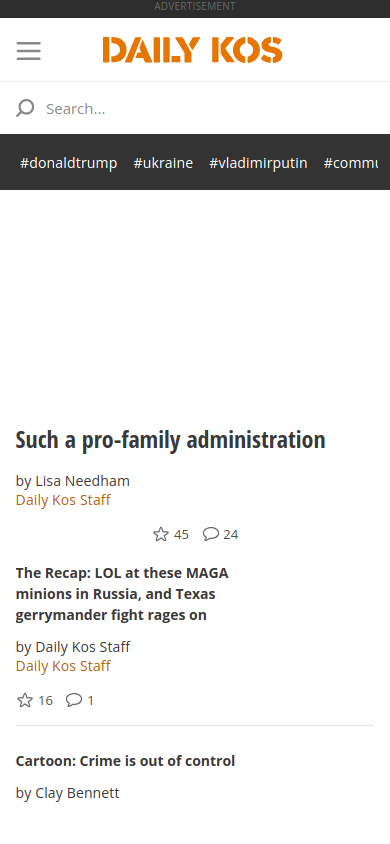 ADVERTISEMENT
DAILY KOS
Search...
#donaldtrump #ukraine #vladimirputin #commu
Such a pro-family administration
by Lisa Needham
Daily Kos Staff
45 24
The Recap: LOL at these MAGA
minions in Russia, and Texas
gerrymander fight rages on
by Daily Kos Staff
Daily Kos Staff
16 1
Cartoon: Crime is out of control
by Clay Bennett